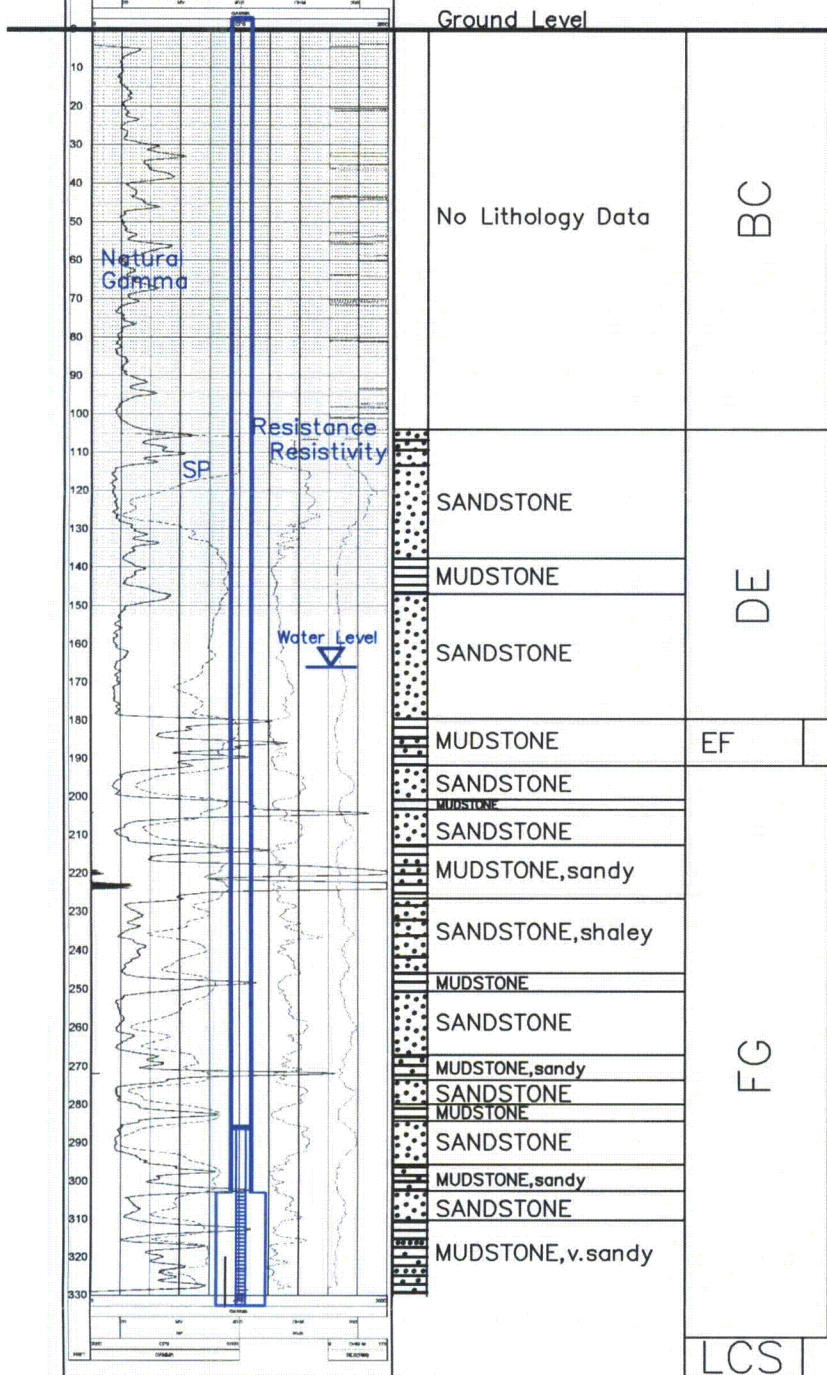 Ground Level
0
10
20
30
40
50
60
70
80
90
100
110
120
130
140
150
160
170
180
190
200
210
220
230
240
250
260
270
280
290
300
310
320
330
Natural
Gamma
Resistance
Resistivity
SP
Water Level
No Lithology Data
SANDSTONE
MUDSTONE
SANDSTONE
MUDSTONE
SANDSTONE
MUDSTONE
SANDSTONE
MUDSTONE,sandy
SANDSTONE,shaley
MUDSTONE
SANDSTONE
MUDSTONE,sandy
SANDSTONE
MUDSTONE
SANDSTONE
MUDSTONE,sandy
SANDSTONE
MUDSTONE,v.sandy
BC
DE
EF
FG
LCS